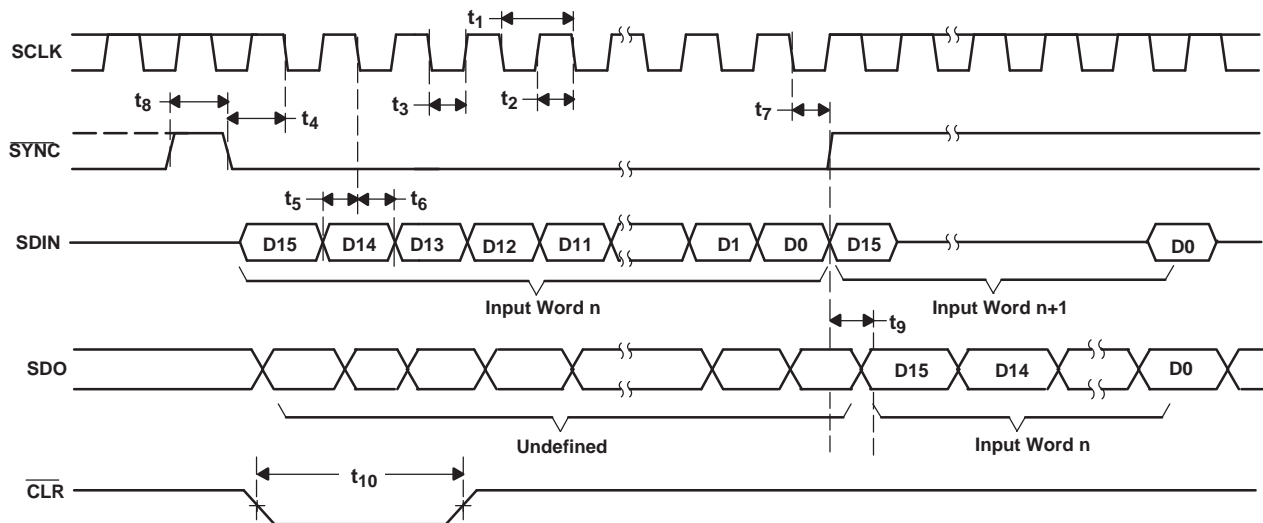 t1
SCLK
t8
t4
t3
t2
t7
SYNC
t5
t6
SDIN
D15
D14
D13
D12
D11
D1
D0
D15
D0
Input Word n
Input Word n+1
t9
SDO
D15
D14
D0
Undefined
Input Word n
t10
CLR